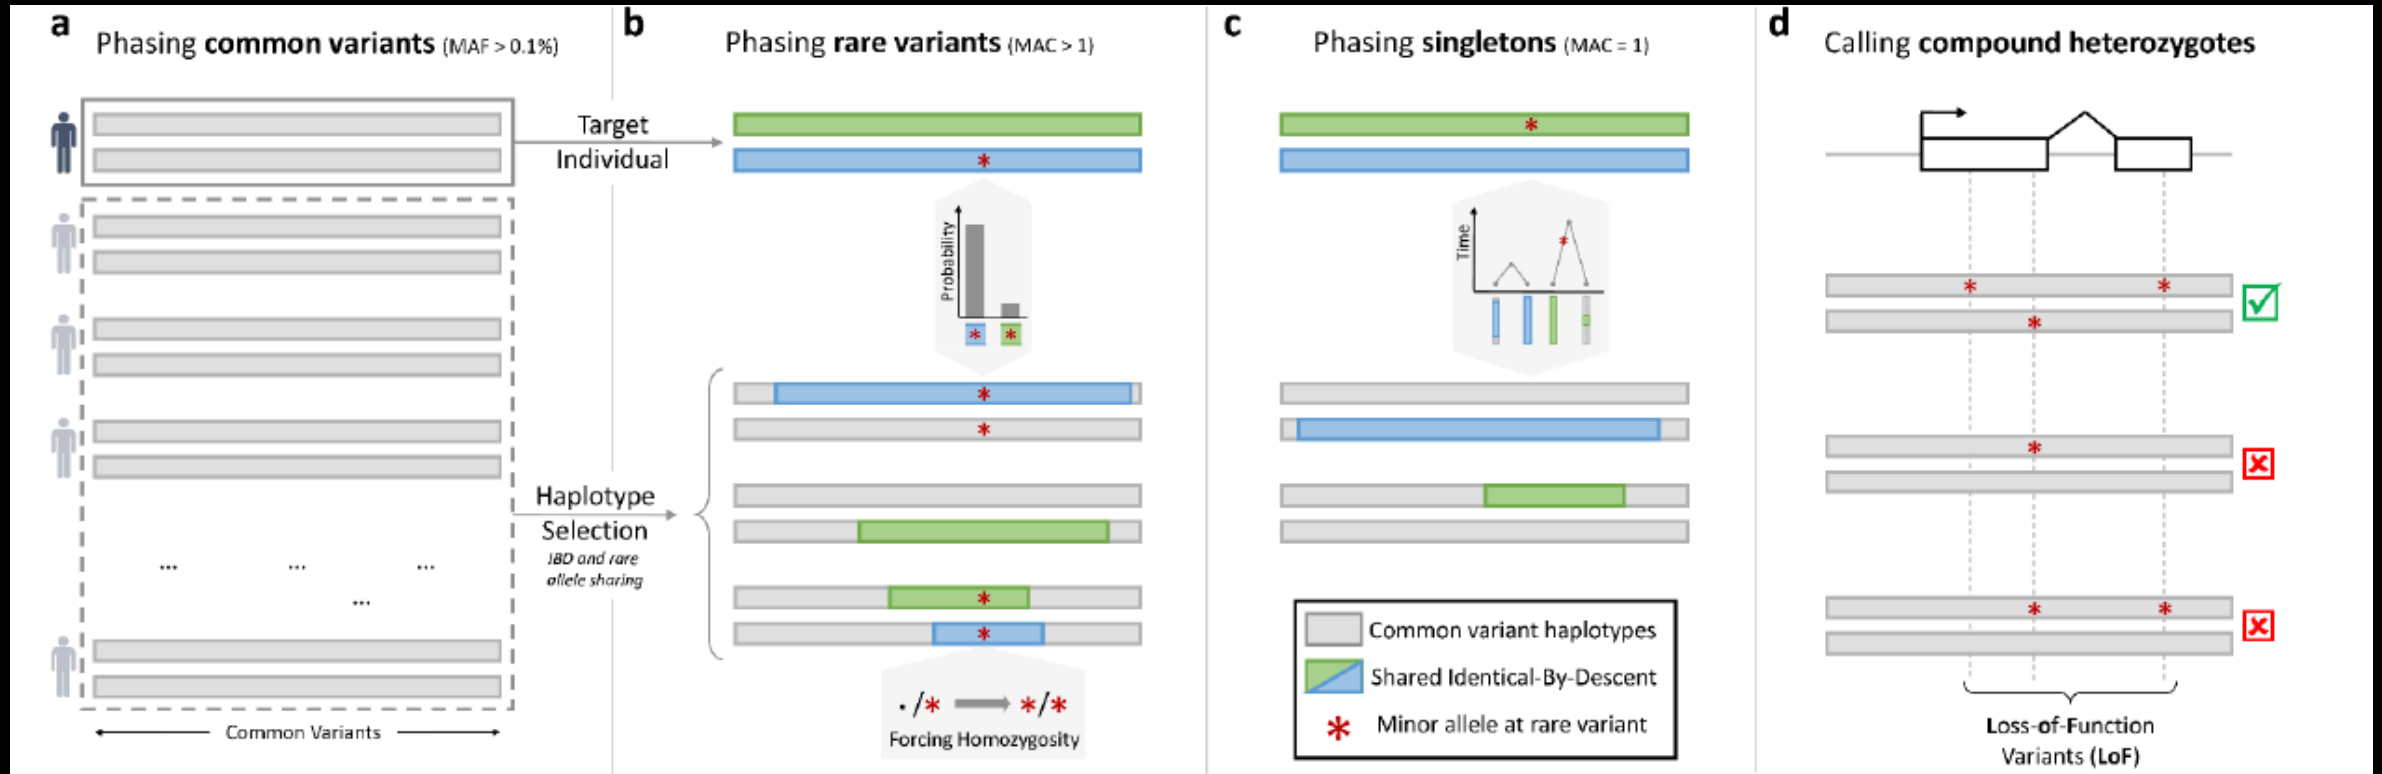 a
Phasing common variants (MAF > 0.1%)
Target
Individual
...
...
...
...
Common Variants
Haplotype
Selection
IBD and rare
allele sharing
b
Phasing rare variants (MAC > 1)
*
Probability
* *
*
*
*
*
· /* */*
Forcing Homozygosity
c
Phasing singletons (MAC = 1)
*
Time
*
Common variant haplotypes
Shared Identical-By-Descent
* Minor allele at rare variant
d
Calling compound heterozygotes
* *
*
*
* *
Loss-of-Function
Variants (LoF)